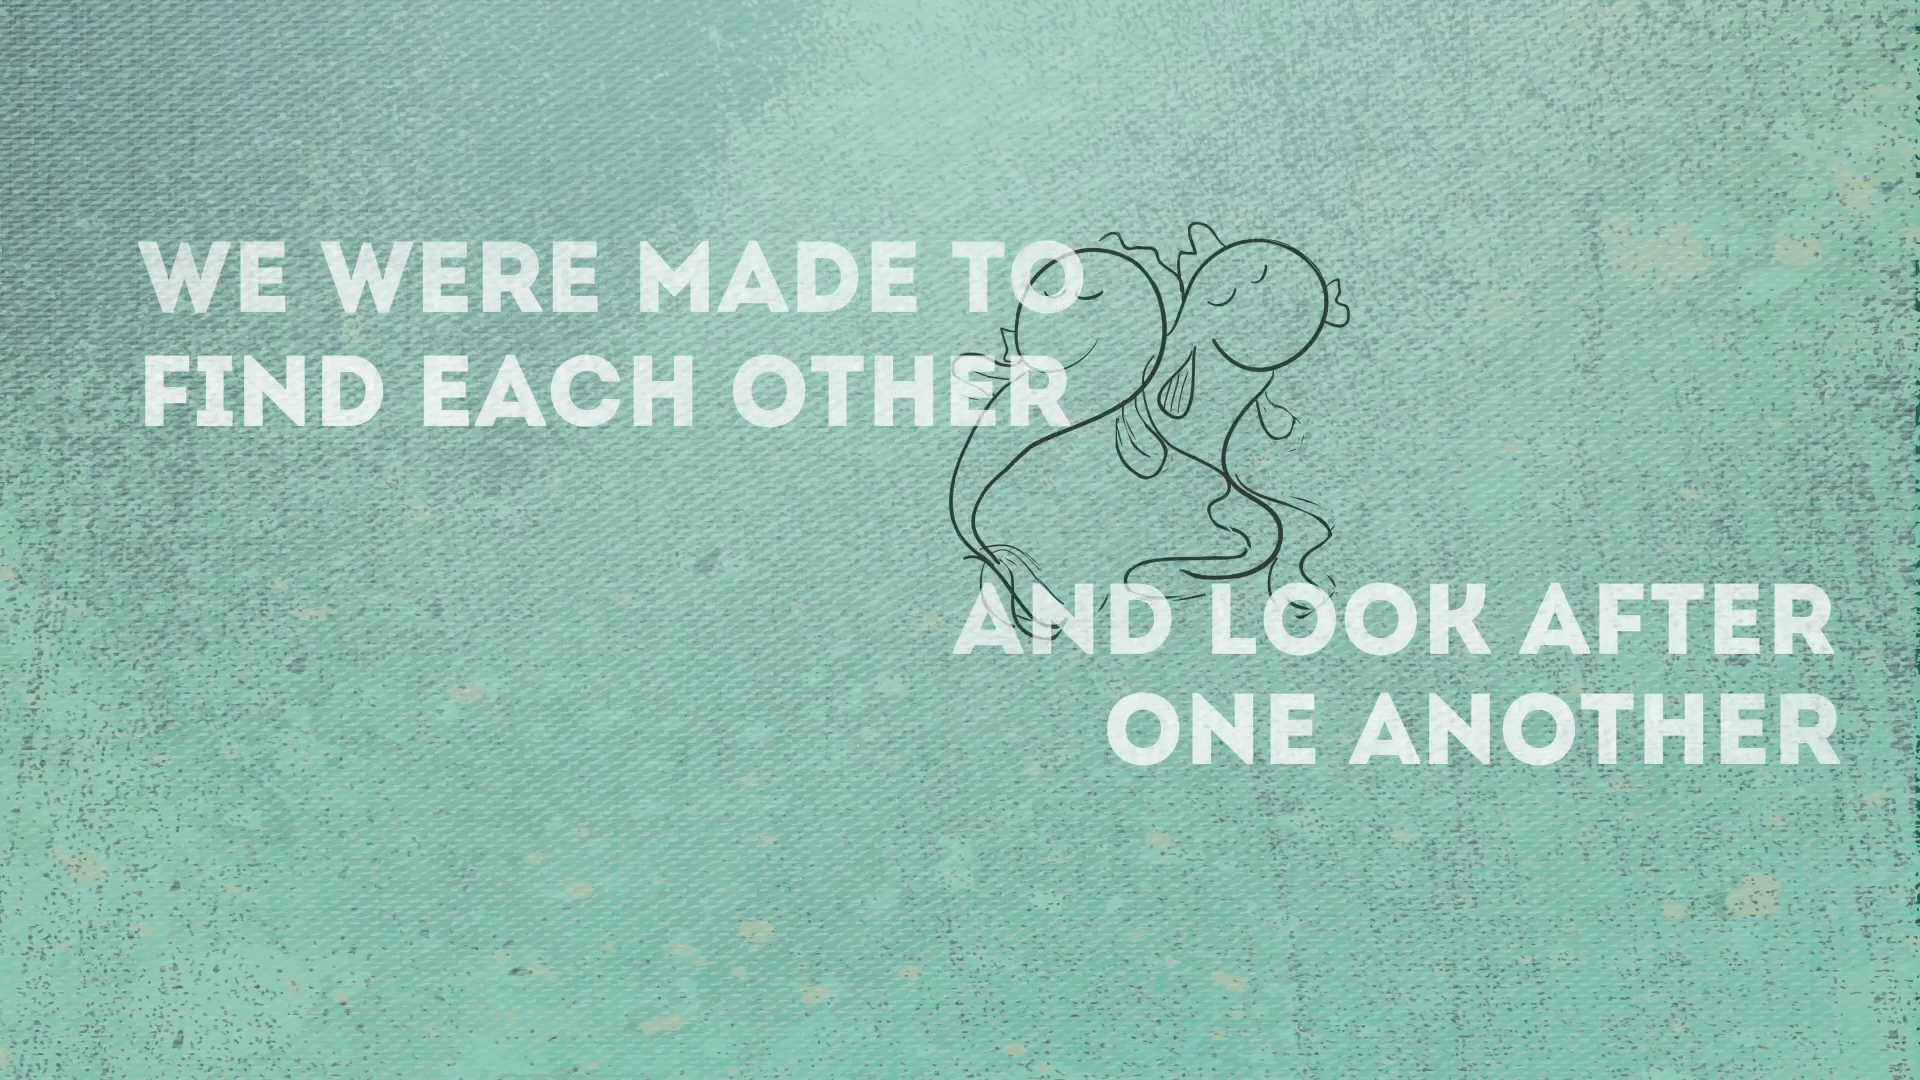 WE WERE MADE TO
FIND EACH OTHER
AND LOOK AFTER
ONE ANOTHER